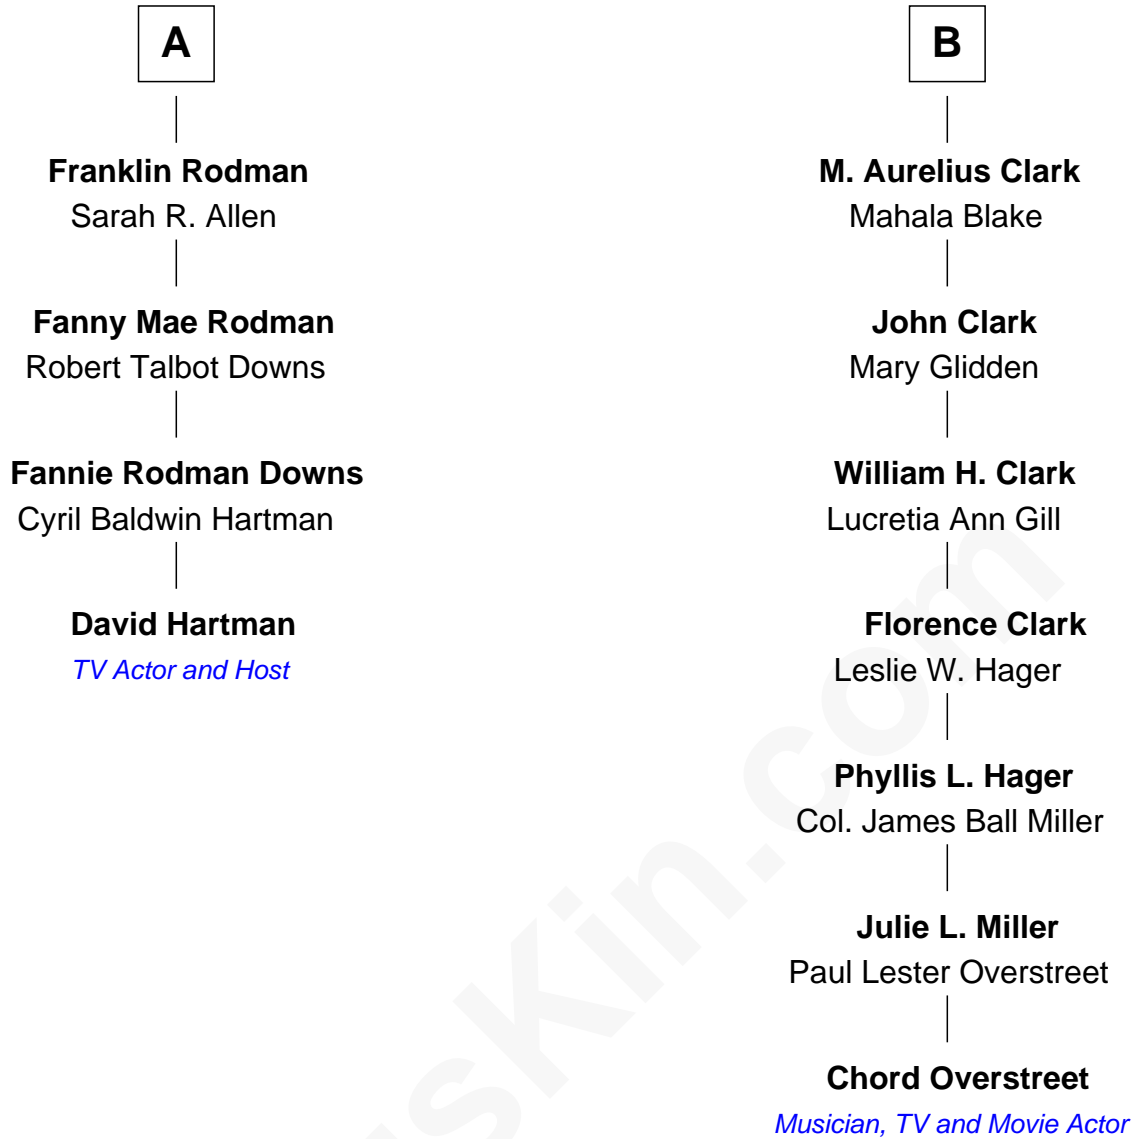 A
Franklin Rodman
Sarah R. Allen
Fanny Mae Rodman
Robert Talbot Downs
Fannie Rodman Downs
Cyril Baldwin Hartman
David Hartman
TV Actor and Host
B
M. Aurelius Clark
Mahala Blake
John Clark
Mary Glidden
William H. Clark
Lucretia Ann Gill
Florence Clark
Leslie W. Hager
Phyllis L. Hager
Col. James Ball Miller
Julie L. Miller
Paul Lester Overstreet
Chord Overstreet
Musician, TV and Movie Actor
sKin.com